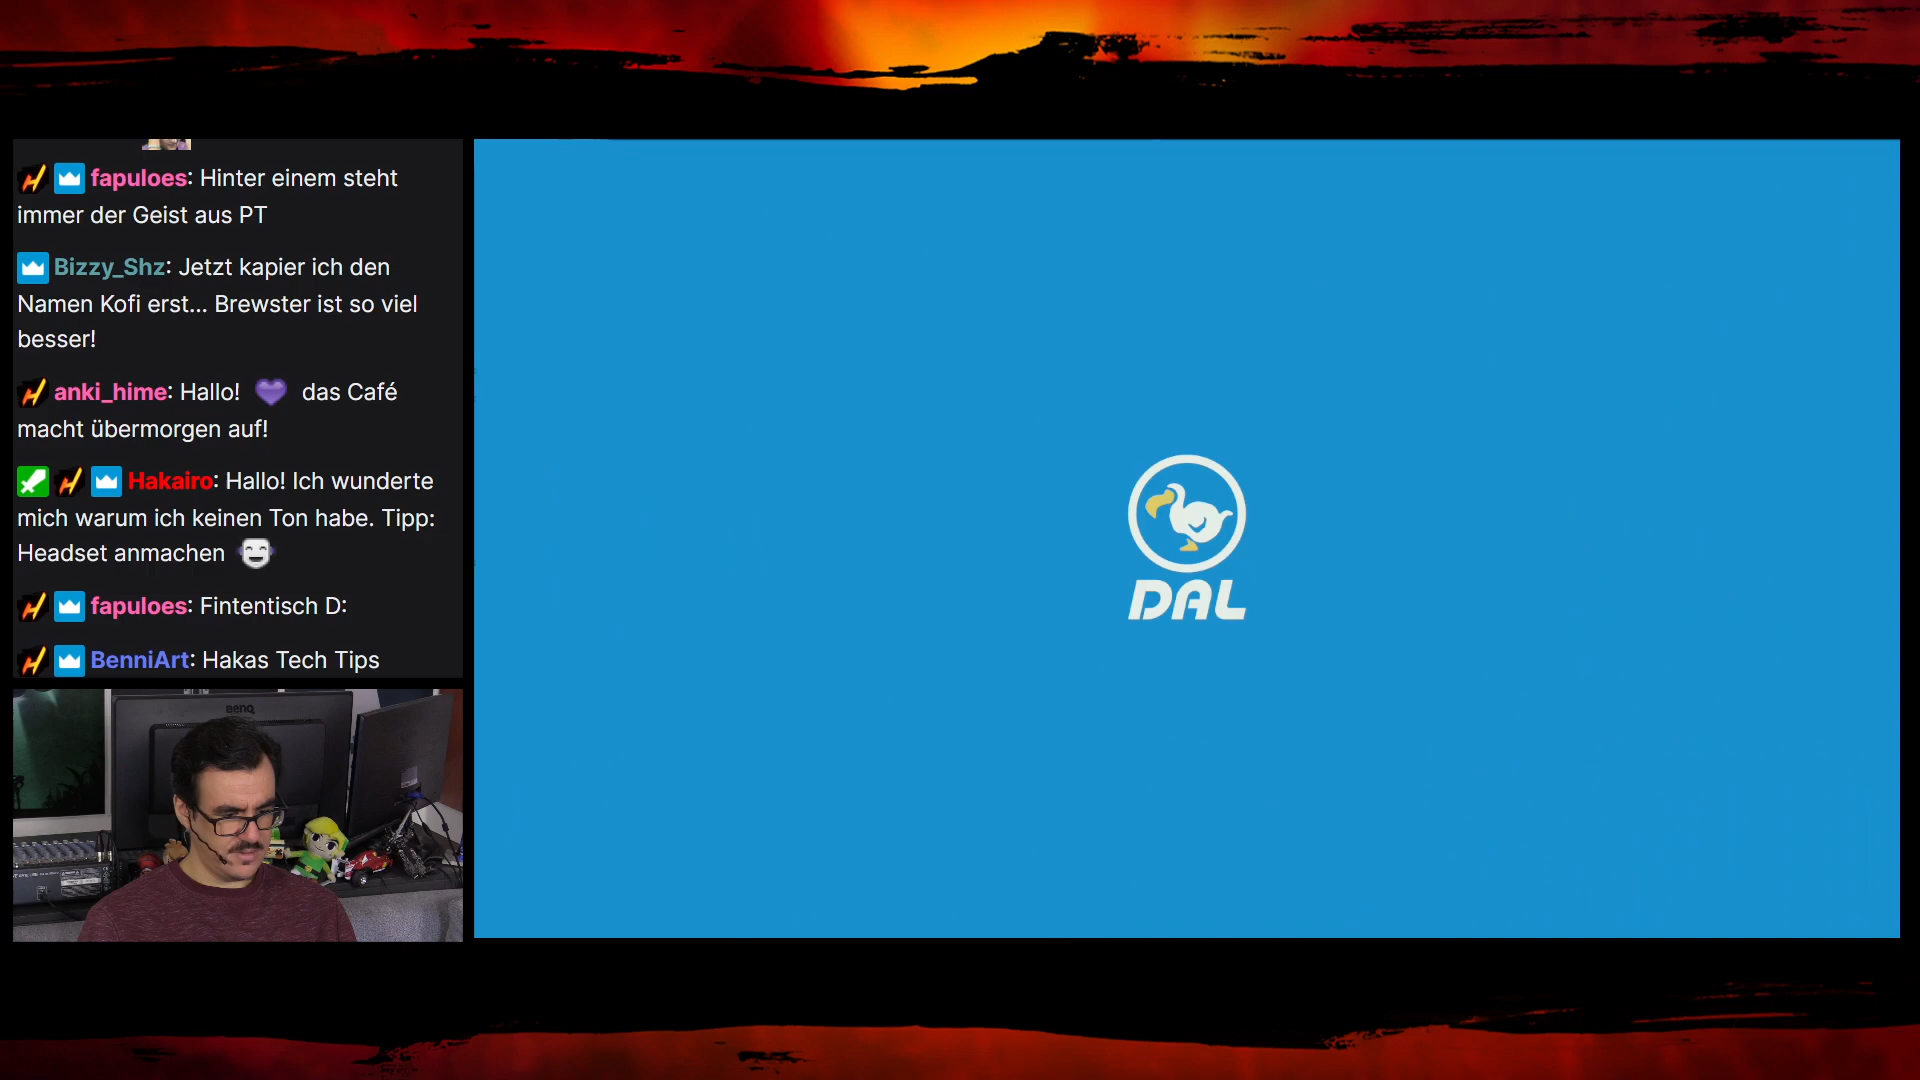 fapuloes: Hinter einem steht
immer der Geist aus PT
Bizzy_Shz: Jetzt kapier ich den
Namen Kofi erst... Brewster ist so viel
besser!
anki_hime: Hallo! das Café
macht übermorgen auf!
Hakairo: Hallo! Ich wunderte
mich warum ich keinen Ton habe. Tipp:
Headset anmachen
fapuloes: Fintentisch D:
BenniArt: Hakas Tech Tips
BenQ
DAL